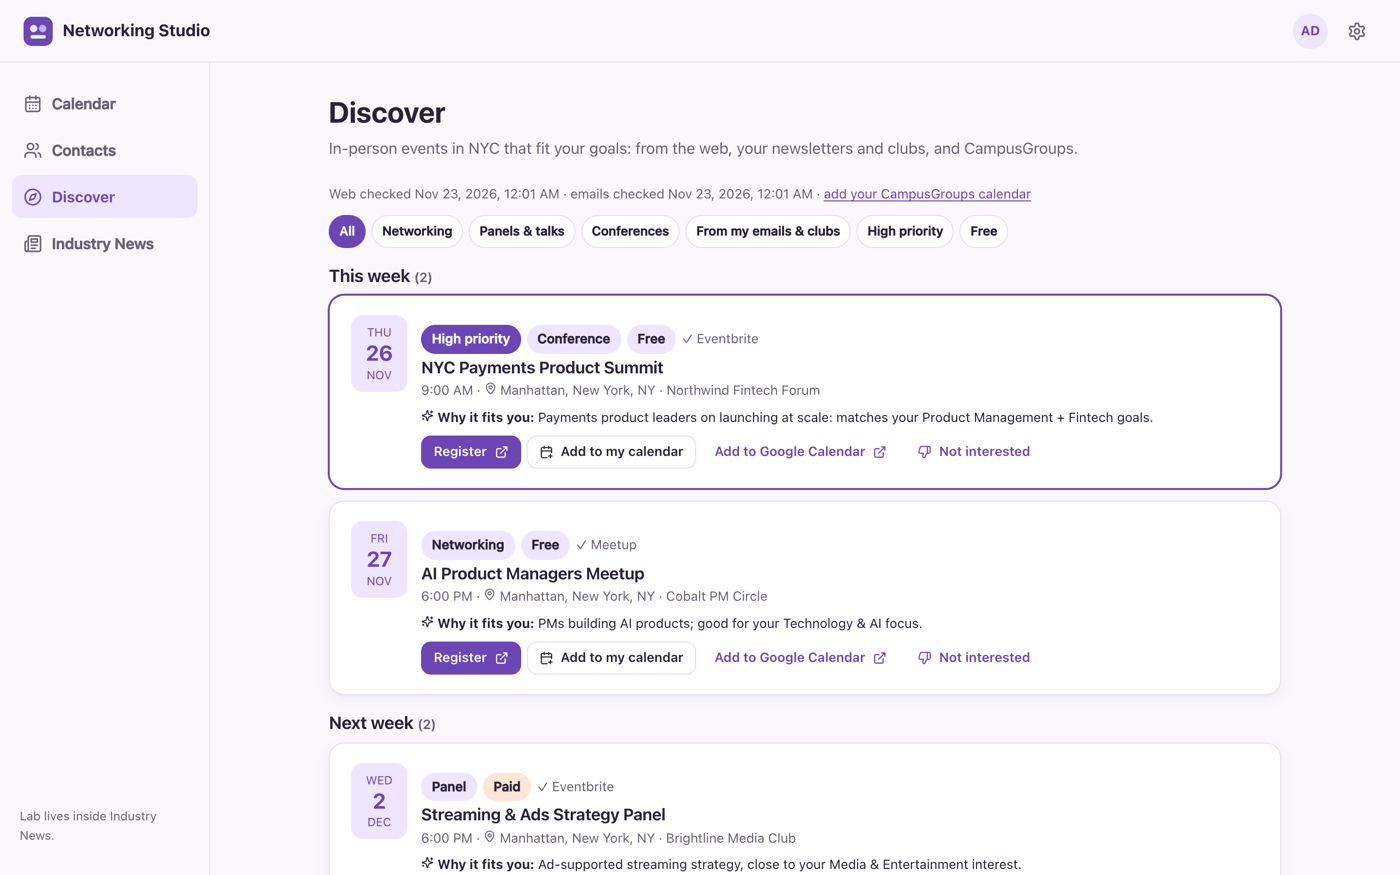 Networking Studio
AD
Calendar
Contacts
Discover
Industry News
Lab lives inside Industry
News.
Discover
In-person events in NYC that fit your goals: from the web, your newsletters and clubs, and CampusGroups.
Web checked Nov 23, 2026, 12:01 AM · emails checked Nov 23, 2026, 12:01 AM · add your CampusGroups calendar
All Networking Panels & talks Conferences From my emails & clubs High priority Free
This week (2)
THU
26
NOV
High priority Conference Free ✓ Eventbrite
NYC Payments Product Summit
9:00 AM · Manhattan, New York, NY · Northwind Fintech Forum
Why it fits you: Payments product leaders on launching at scale: matches your Product Management + Fintech goals.
Register Add to my calendar Add to Google Calendar Not interested
FRI
27
NOV
Networking Free ✓ Meetup
AI Product Managers Meetup
6:00 PM · Manhattan, New York, NY · Cobalt PM Circle
Why it fits you: PMs building AI products; good for your Technology & AI focus.
Register Add to my calendar Add to Google Calendar Not interested
Next week (2)
WED
2
DEC
Panel Paid ✓ Eventbrite
Streaming & Ads Strategy Panel
6:00 PM · Manhattan, New York, NY · Brightline Media Club
Why it fits you: Ad-supported streaming strategy, close to your Media & Entertainment interest.